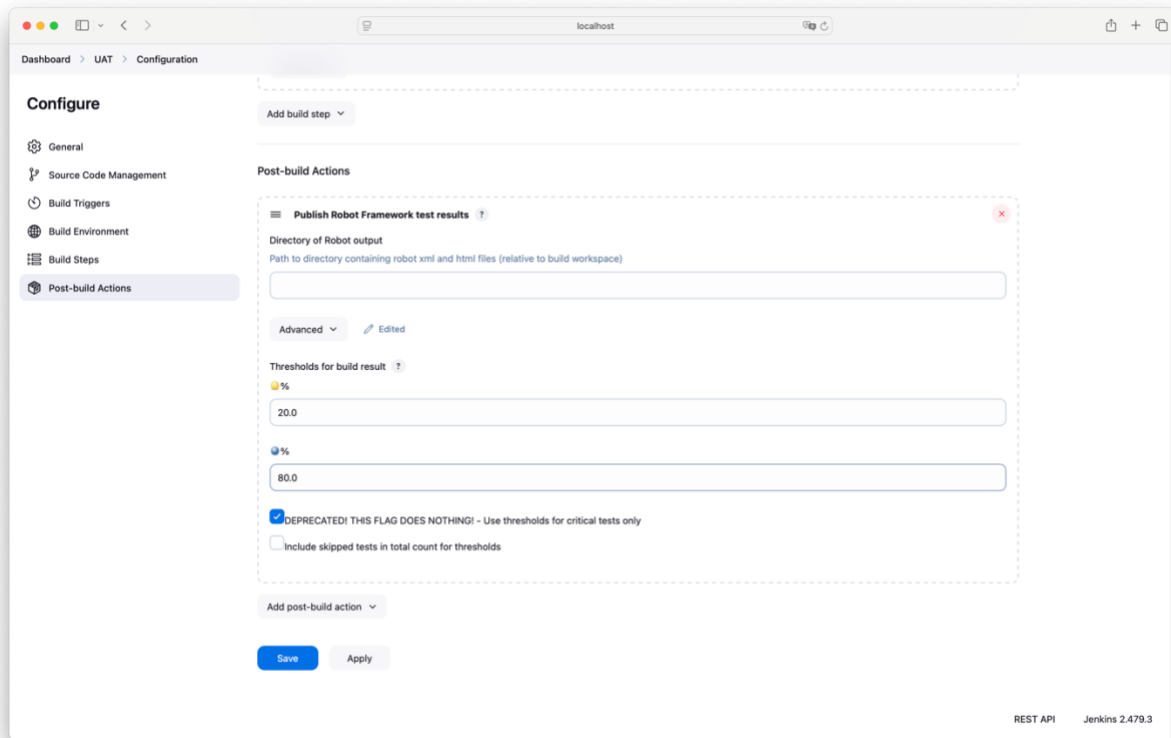 localhost
Dashboard > UAT > Configuration
Configure
General
Source Code Management
Build Triggers
Build Environment
Build Steps
Post-build Actions
Add build step
Post-build Actions
Publish Robot Framework test results ?
Directory of Robot output
Path to directory containing robot xml and html files (relative to build workspace)
Advanced
Edited
Thresholds for build result ?
%
20.0
%
80.0
DEPRECATED! THIS FLAG DOES NOTHING! - Use thresholds for critical tests only
Include skipped tests in total count for thresholds
Add post-build action
Save
Apply
REST API
Jenkins 2.479.3